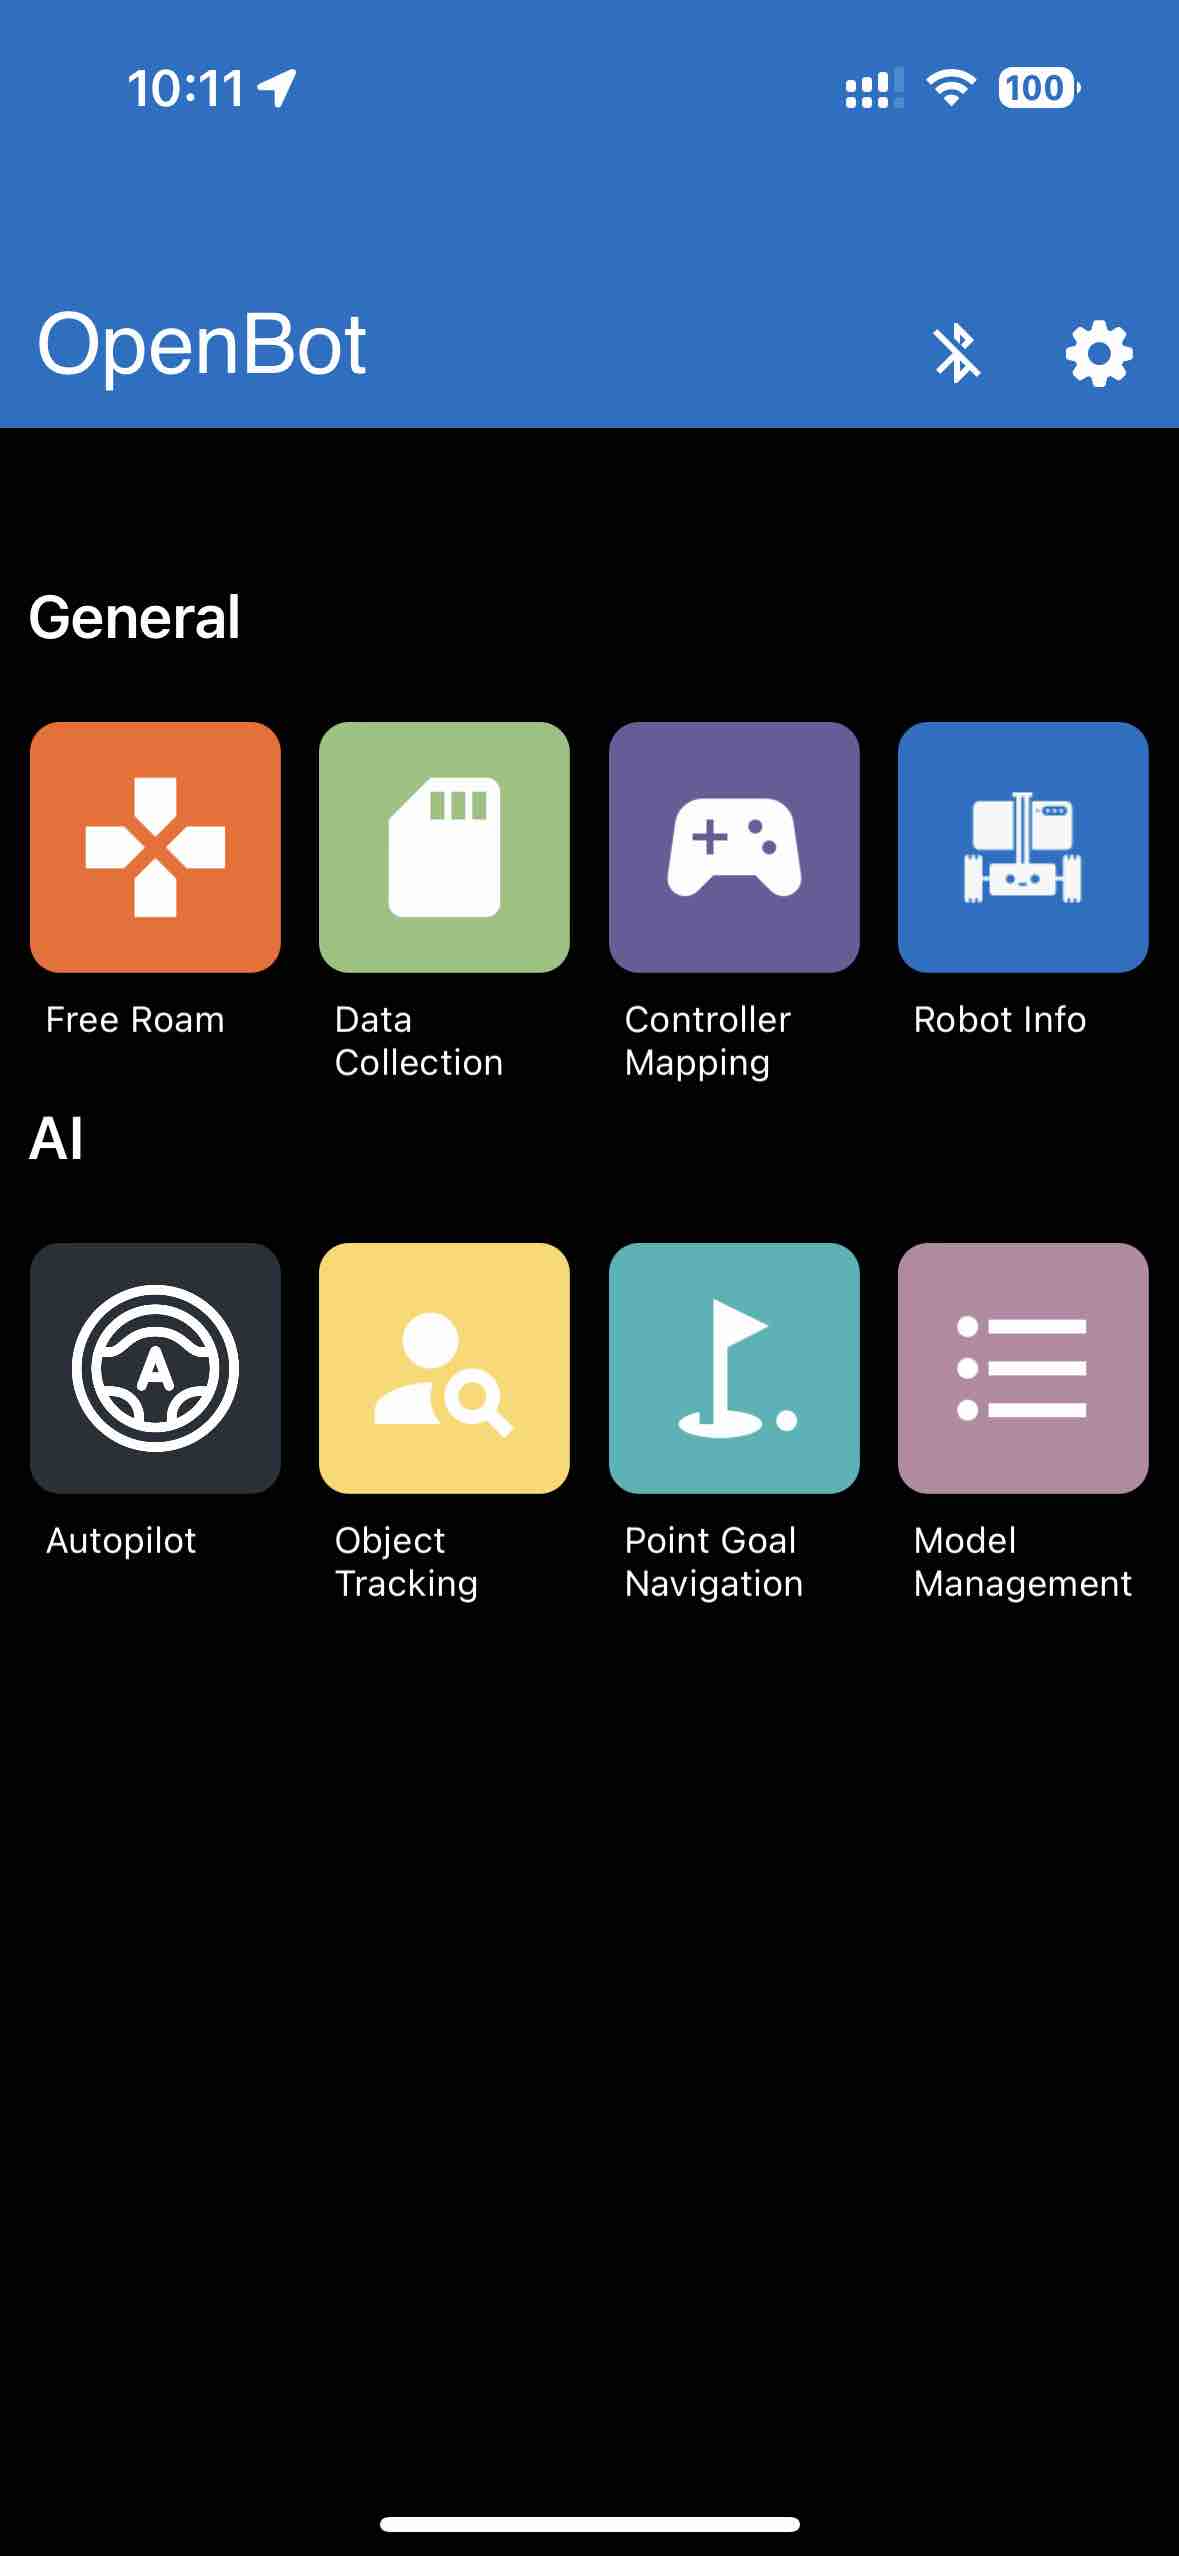 10:11
100
OpenBot
General
Free Roam
Data
Collection
Controller
Mapping
Robot Info
AI
A
Autopilot
Object
Tracking
Point Goal
Navigation
Model
Management